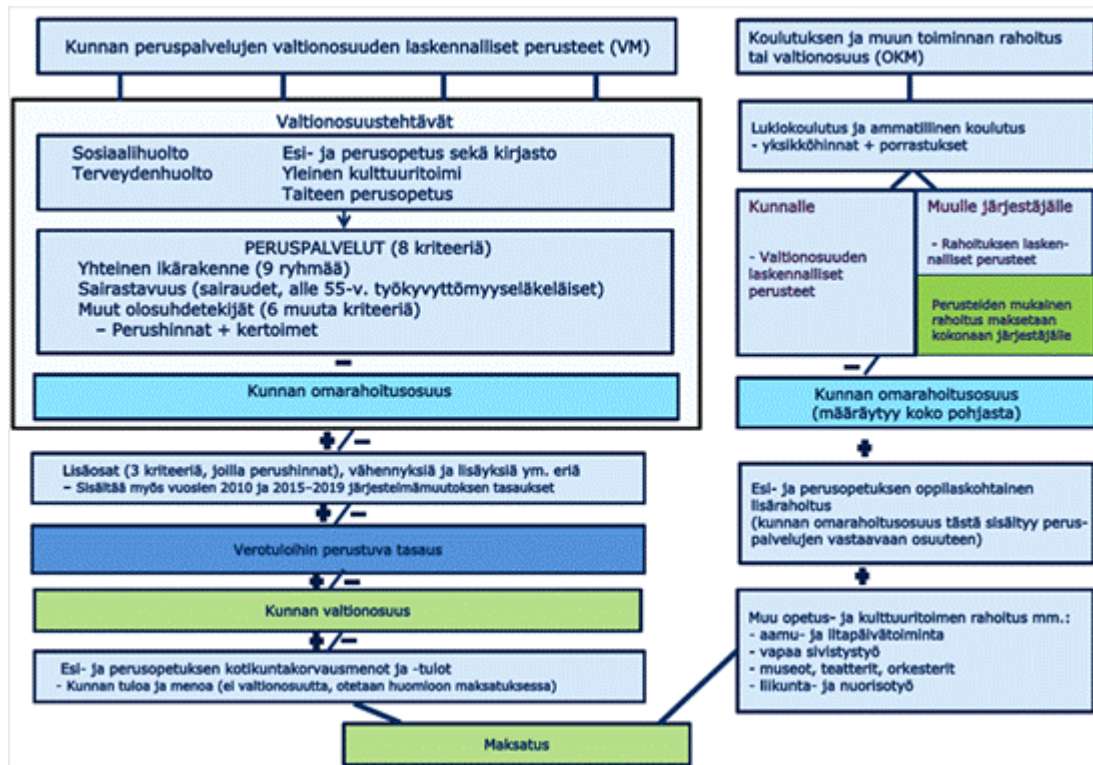 Kunnan peruspalvelujen valtionosuuden laskennalliset perusteet (VM)
Valtionosuustehtävät
Sosiaalihuolto
Terveydenhuolto
Esi- ja perusopetus sekä kirjasto
Yleinen kulttuuritoimi
Taiteen perusopetus
PERUSPALVELUT (8 kriteeriä)
Yhteinen ikärakenne (9 ryhmää)
Sairastavuus (sairaudet, alle 55-v. työkyvyttömyyseläkeläiset)
Muut olosuhdetekijät (6 muuta kriteeriä)
– Perushinnat + kertoimet
–
Kunnan omarahoitusosuus
+/–
Lisäosat (3 kriteeriä, joilla perushinnat), vähennyksiä ja lisäyksiä ym. eriä
– Sisältää myös vuosien 2010 ja 2015–2019 järjestelmämuutoksen tasaukset
+/–
Verotuloihin perustuva tasaus
+/–
Kunnan valtionosuus
+/–
Esi- ja perusopetuksen kotikuntakorvausmenot ja -tulot
- Kunnan tuloa ja menoa (ei valtionosuutta, otetaan huomioon maksatuksessa)
Koulutuksen ja muun toiminnan rahoitus
tai valtionosuus (OKM)
Lukiokoulutus ja ammatillinen koulutus
- yksikköhinnat + porrastukset
Kunnalle
- Valtionosuuden
laskennalliset
perusteet
Muulle järjestäjälle
- Rahoituksen lasken-
nalliset perusteet
Perusteiden mukainen
rahoitus maksetaan
kokonaan järjestäjälle
–
Kunnan omarahoitusosuus
(määräytyy koko pohjasta)
+
Esi- ja perusopetuksen oppilaskohtainen
lisärahoitus
(kunnan omarahoitusosuus tästä sisältyy perus-
palvelujen vastaavaan osuuteen)
+
Muu opetus- ja kulttuuritoimen rahoitus mm.:
- aamu- ja iltapäivätoiminta
- vapaa sivistystyö
- museot, teatterit, orkesterit
- liikunta- ja nuorisotyö
Maksatus